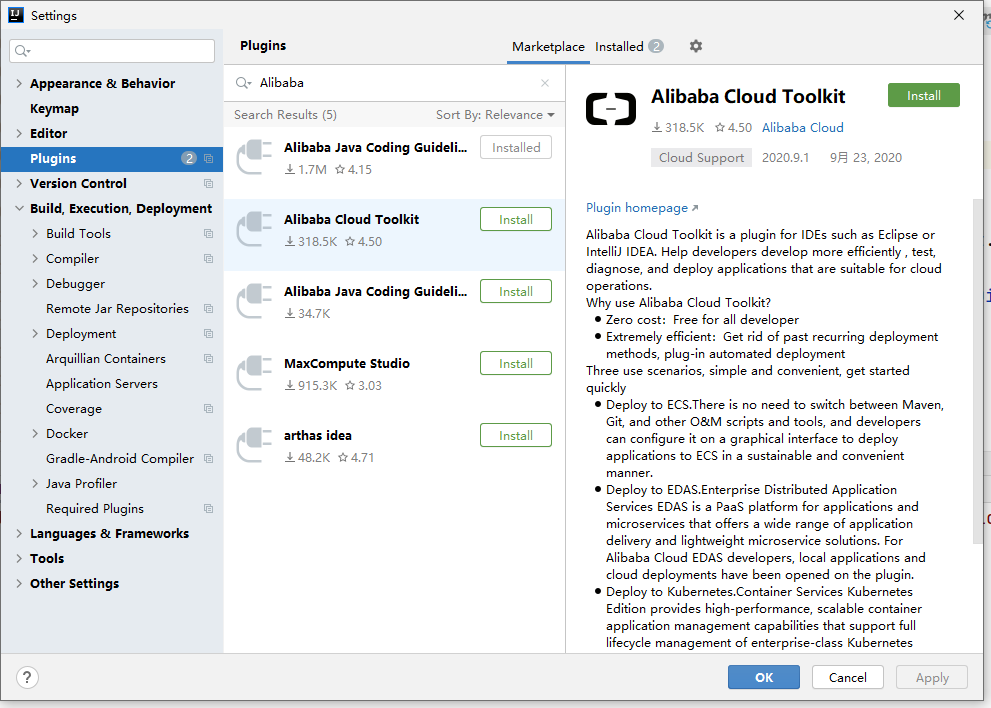 Settings
Appearance & Behavior
Keymap
Editor
Plugins 2
Version Control
Build, Execution, Deployment
Build Tools
Compiler
Debugger
Remote Jar Repositories
Deployment
Arquillian Containers
Application Servers
Coverage
Docker
Gradle-Android Compiler
Java Profiler
Required Plugins
Languages & Frameworks
Tools
Other Settings
Plugins
Marketplace Installed 2
Alibaba
Search Results (5) Sort By: Relevance
Alibaba Java Coding Guideli... Installed
1.7M 4.15
Alibaba Cloud Toolkit Install
318.5K 4.50
Alibaba Java Coding Guideli... Install
34.7K
MaxCompute Studio Install
915.3K 3.03
arthas idea Install
48.2K 4.71
Alibaba Cloud Toolkit Install
318.5K 4.50 Alibaba Cloud
Cloud Support 2020.9.1 9月 23, 2020
Plugin homepage
Alibaba Cloud Toolkit is a plugin for IDEs such as Eclipse or
IntelliJ IDEA. Help developers develop more efficiently , test,
diagnose, and deploy applications that are suitable for cloud
operations.
Why use Alibaba Cloud Toolkit?
● Zero cost：Free for all developer
● Extremely efficient：Get rid of past recurring deployment
methods, plug-in automated deployment
Three use scenarios, simple and convenient, get started
quickly
● Deploy to ECS.There is no need to switch between Maven,
Git, and other O&M scripts and tools, and developers
can configure it on a graphical interface to deploy
applications to ECS in a sustainable and convenient
manner.
● Deploy to EDAS.Enterprise Distributed Application
Services EDAS is a PaaS platform for applications and
microservices that offers a wide range of application
delivery and lightweight microservice solutions. For
Alibaba Cloud EDAS developers, local applications and
cloud deployments have been opened on the plugin.
● Deploy to Kubernetes.Container Services Kubernetes
Edition provides high-performance, scalable container
application management capabilities that support full
lifecycle management of enterprise-class Kubernetes
? OK Cancel Apply